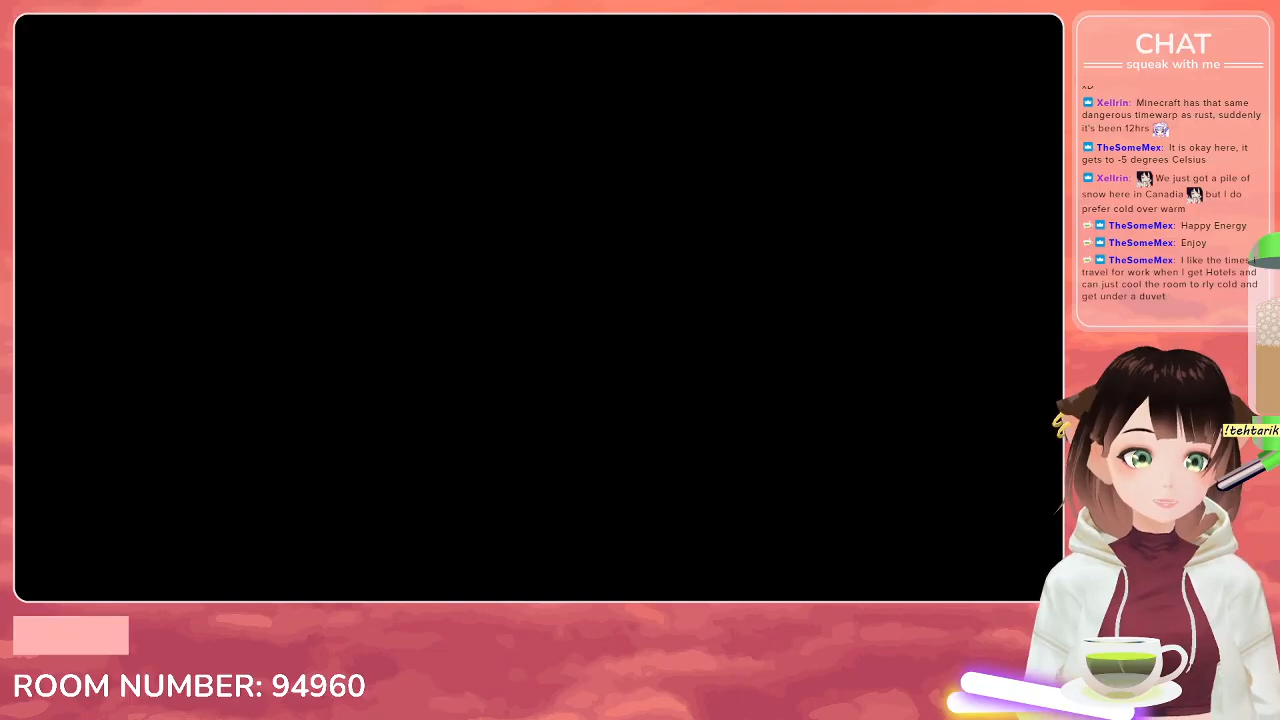 CHAT
squeak with me
xD
Xellrin: Minecraft has that same
dangerous timewarp as rust, suddenly
it's been 12hrs
TheSomeMex: It is okay here, it
gets to -5 degrees Celsius
Xellrin: We just got a pile of
snow here in Canadia but I do
prefer cold over warm
TheSomeMex: Happy Energy
TheSomeMex: Enjoy
TheSomeMex: I like the times I
travel for work when I get Hotels and
can just cool the room to rly cold and
get under a duvet
!tehtarik
ROOM NUMBER: 94960